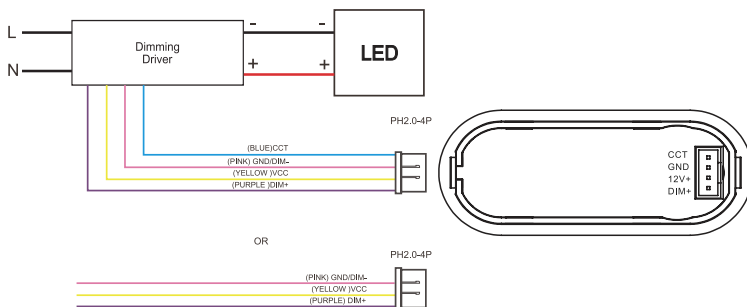 L
N
Dimming
Driver
-
-
+
+
LED
PH2.0-4P
(BLUE)CCT
(PINK) GND/DIM-
(YELLOW )VCC
(PURPLE )DIM+
CCT
GND
12V+
DIM+
OR
PH2.0-4P
(PINK) GND/DIM-
(YELLOW )VCC
(PURPLE) DIM+